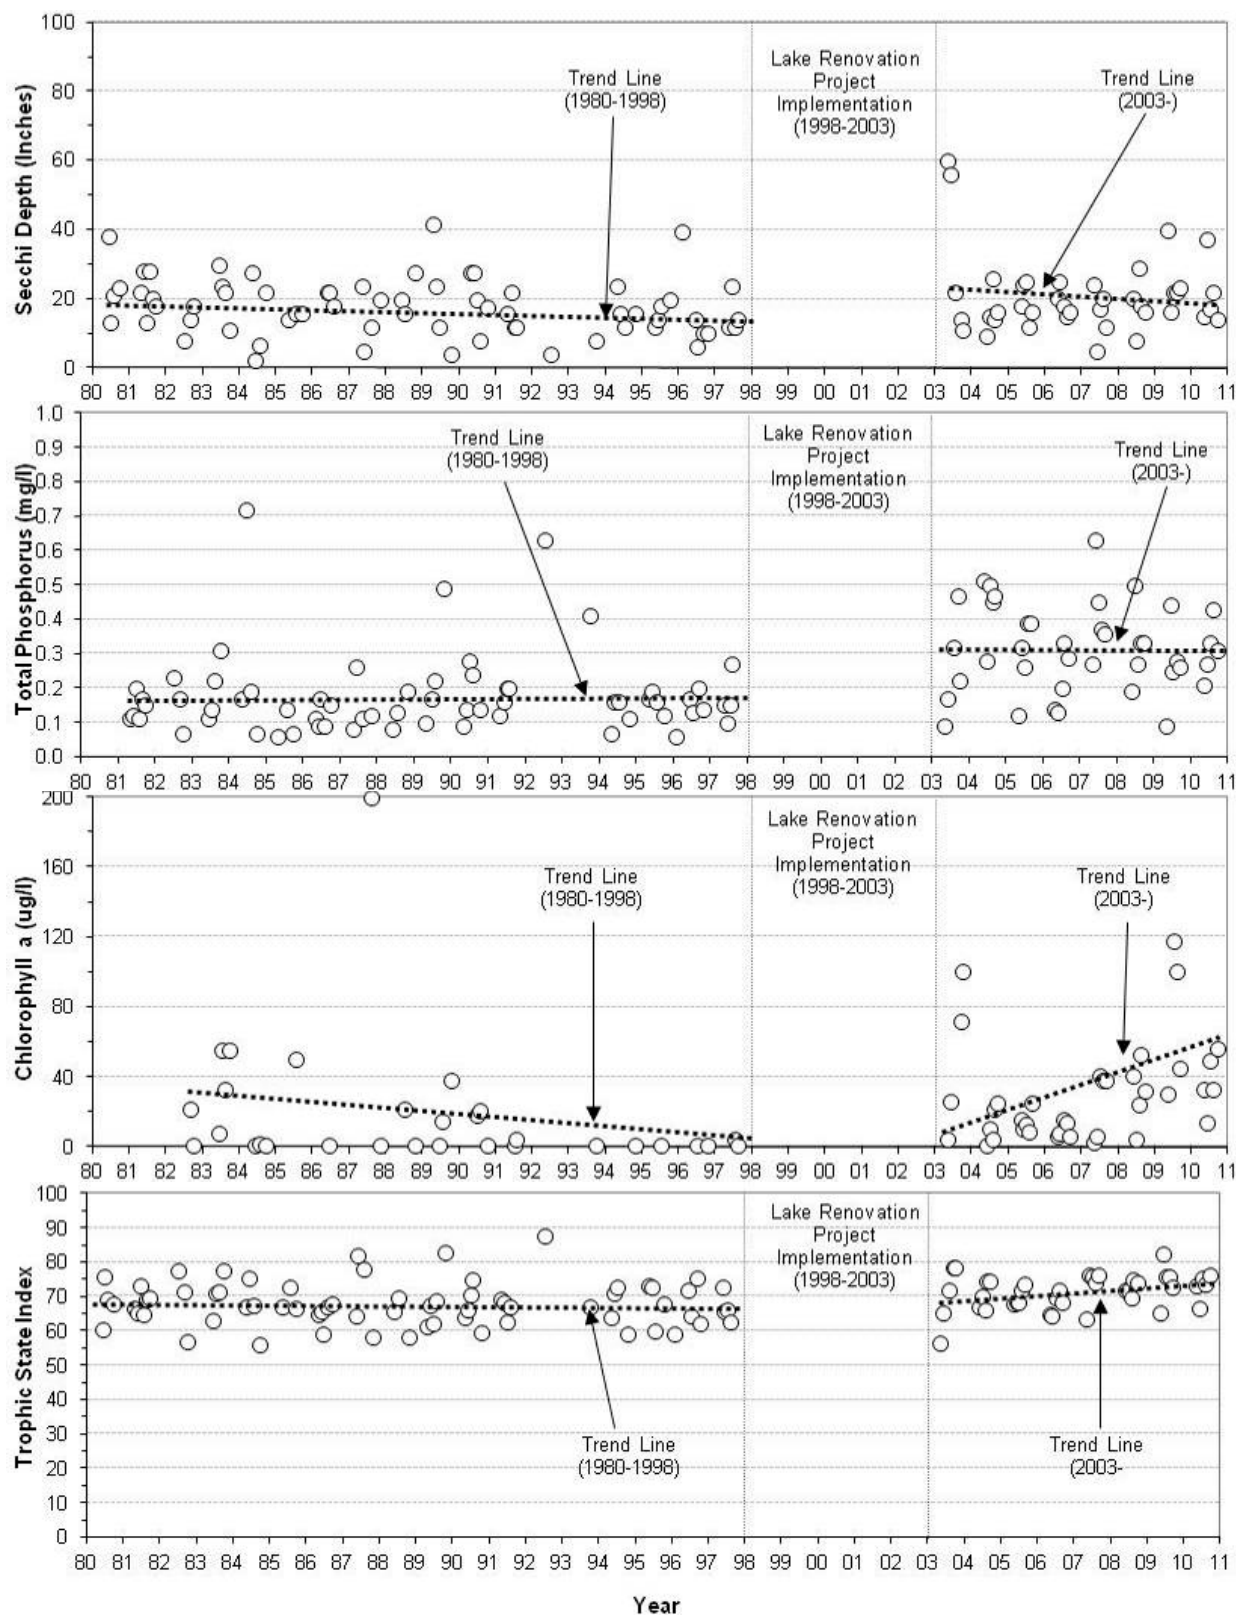 100
80
60
40
20
0
Secchi Depth (Inches)
Trend Line
(1980-1998)
Lake Renovation
Project
Implementation
(1998-2003)
Trend Line
(2003-)
80 81 82 83 84 85 86 87 88 89 90 91 92 93 94 95 96 97 98 99 00 01 02 03 04 05 06 07 08 09 10 11
1.0
0.9
0.8
0.7
0.6
0.5
0.4
0.3
0.2
0.1
0.0
Total Phosphorus (mg/l)
Trend Line
(1980-1998)
Lake Renovation
Project
Implementation
(1998-2003)
Trend Line
(2003-)
80 81 82 83 84 85 86 87 88 89 90 91 92 93 94 95 96 97 98 99 00 01 02 03 04 05 06 07 08 09 10 11
200
160
120
80
40
0
Chlorophyll a (ug/l)
Trend Line
(1980-1998)
Lake Renovation
Project
Implementation
(1998-2003)
Trend Line
(2003-)
80 81 82 83 84 85 86 87 88 89 90 91 92 93 94 95 96 97 98 99 00 01 02 03 04 05 06 07 08 09 10 11
100
90
80
70
60
50
40
30
20
10
0
Trophic State Index
Lake Renovation
Project
Implementation
(1998-2003)
Trend Line
(1980-1998)
Trend Line
(2003-
80 81 82 83 84 85 86 87 88 89 90 91 92 93 94 95 96 97 98 99 00 01 02 03 04 05 06 07 08 09 10 11
Year